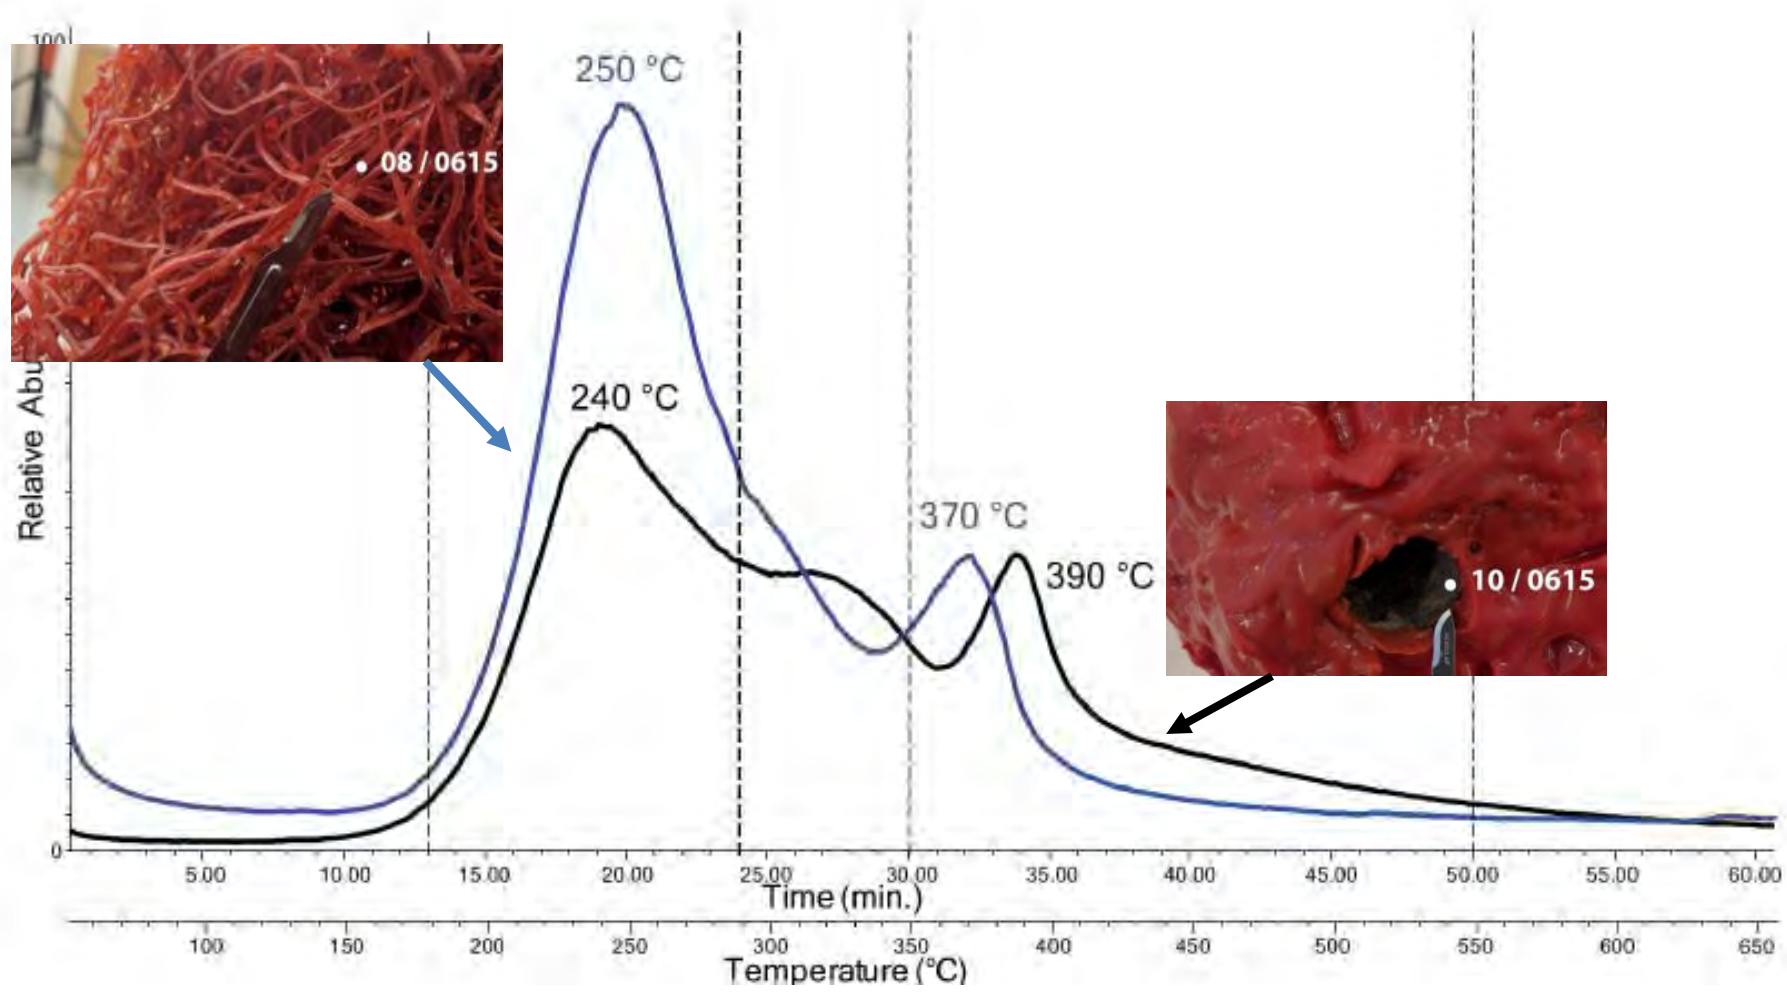 100
250 °C
08 / 0615
240 °C
Relative Abu
370 °C
390 °C
10 / 0615
0
5.00 10.00 15.00 20.00 25.00 30.00 35.00 40.00 45.00 50.00 55.00 60.00
Time (min.)
100 150 200 250 300 350 400 450 500 550 600 650
Temperature (°C)